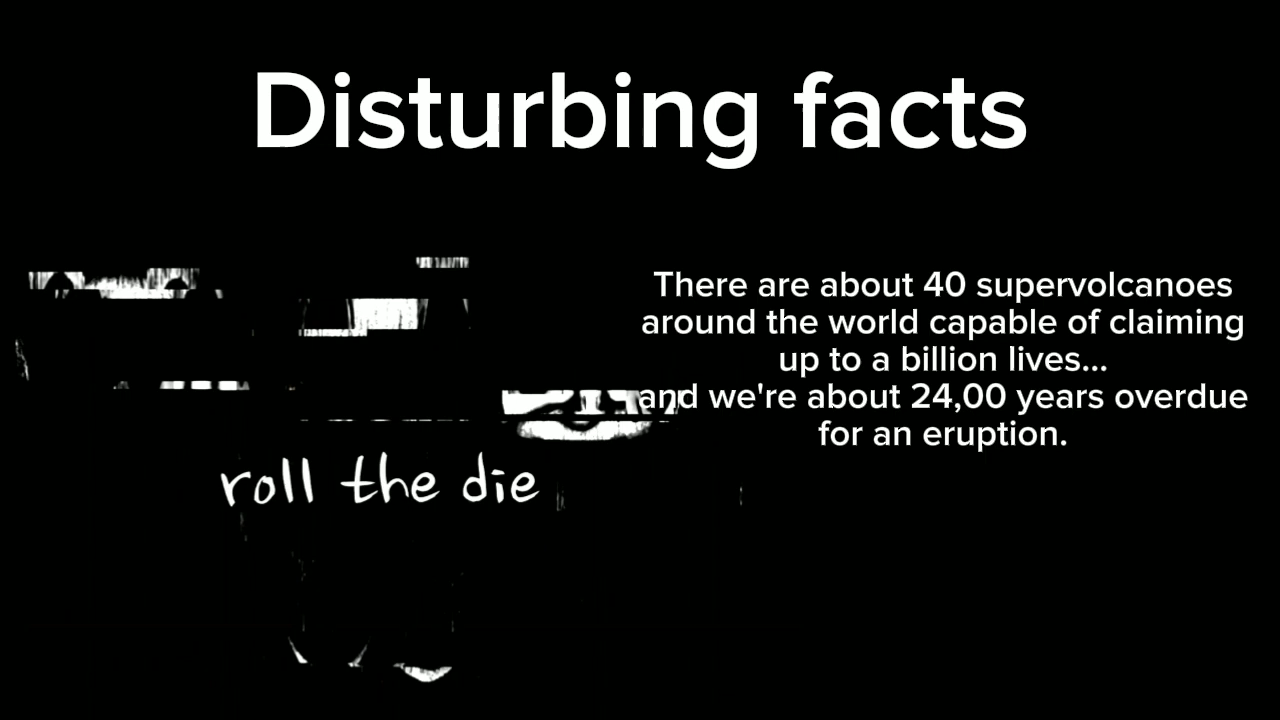 Disturbing facts
There are about 40 supervolcanoes
around the world capable of claiming
up to a billion lives...
and we're about 24,00 years overdue
for an eruption.
roll the die